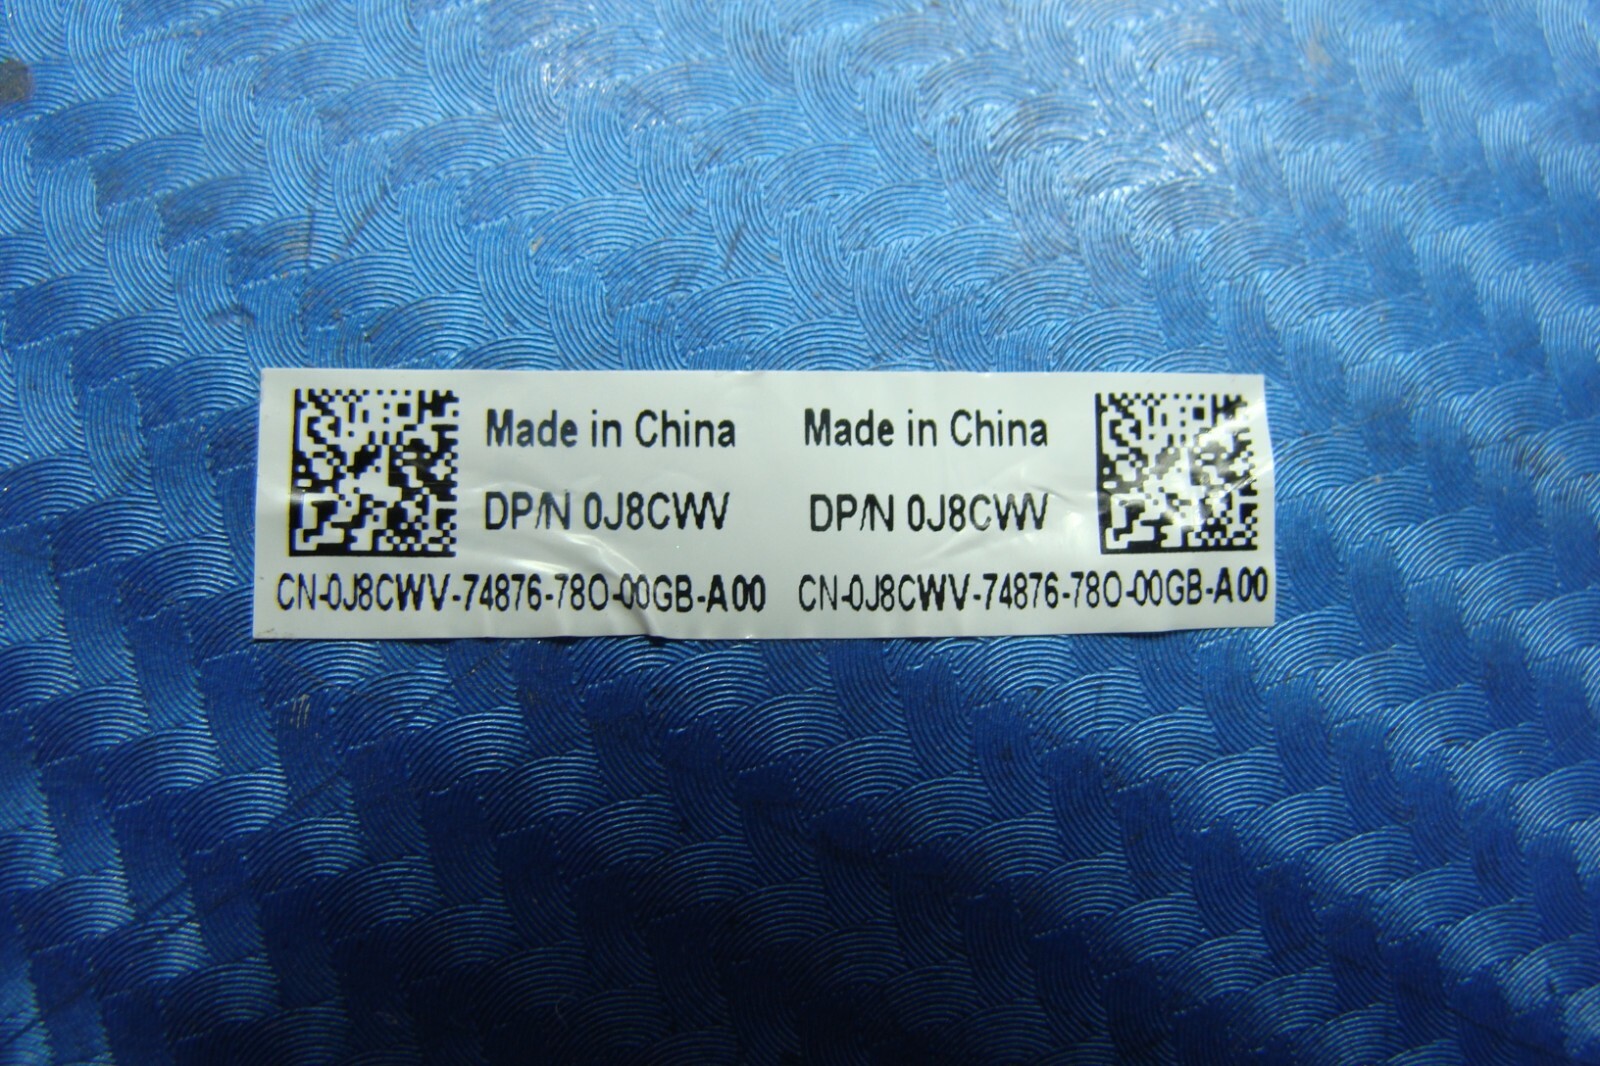 Made in China Made in China
DP/N 0J8CWV DP/N 0J8CWV
CN-0J8CWV-74876-78O-00GB-A00 CN-0J8CWV-74876-78O-00GB-A00